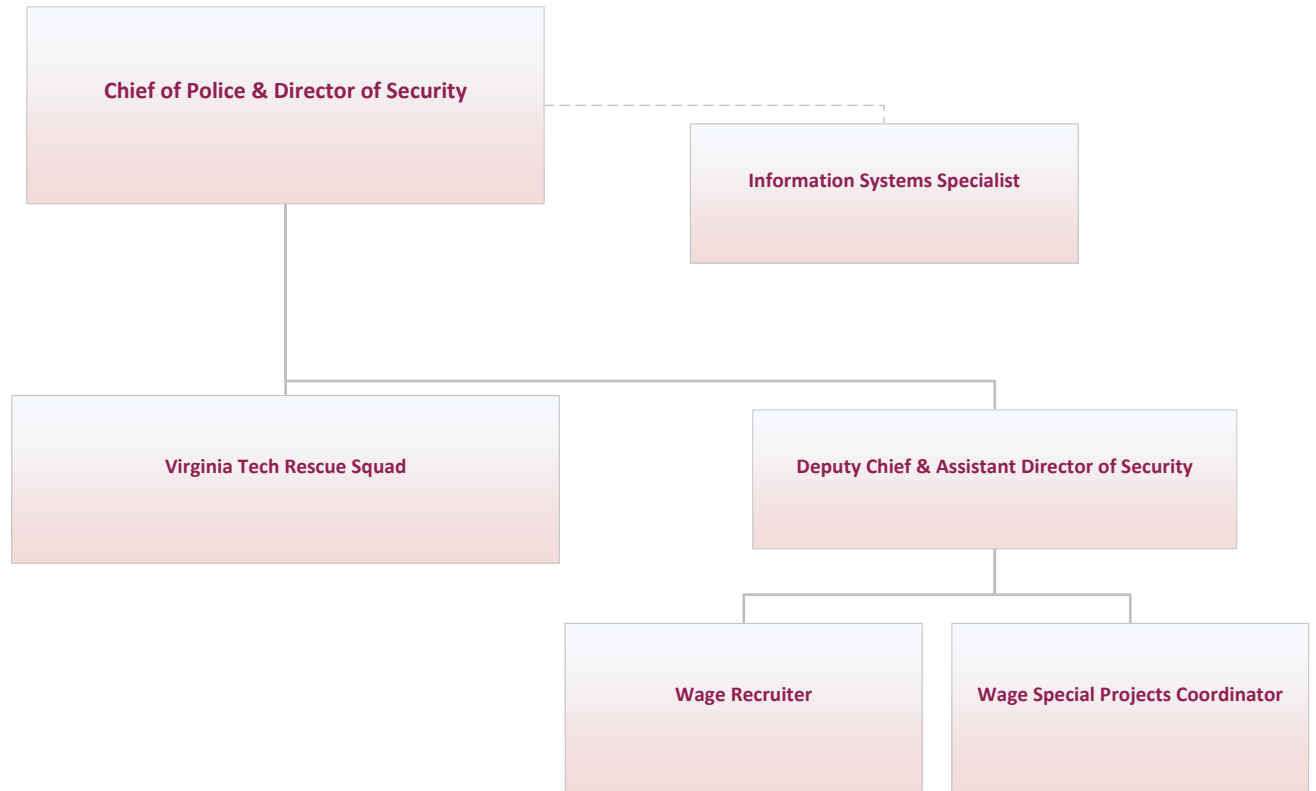 Chief of Police & Director of Security
Information Systems Specialist
Virginia Tech Rescue Squad
Deputy Chief & Assistant Director of Security
Wage Recruiter
Wage Special Projects Coordinator